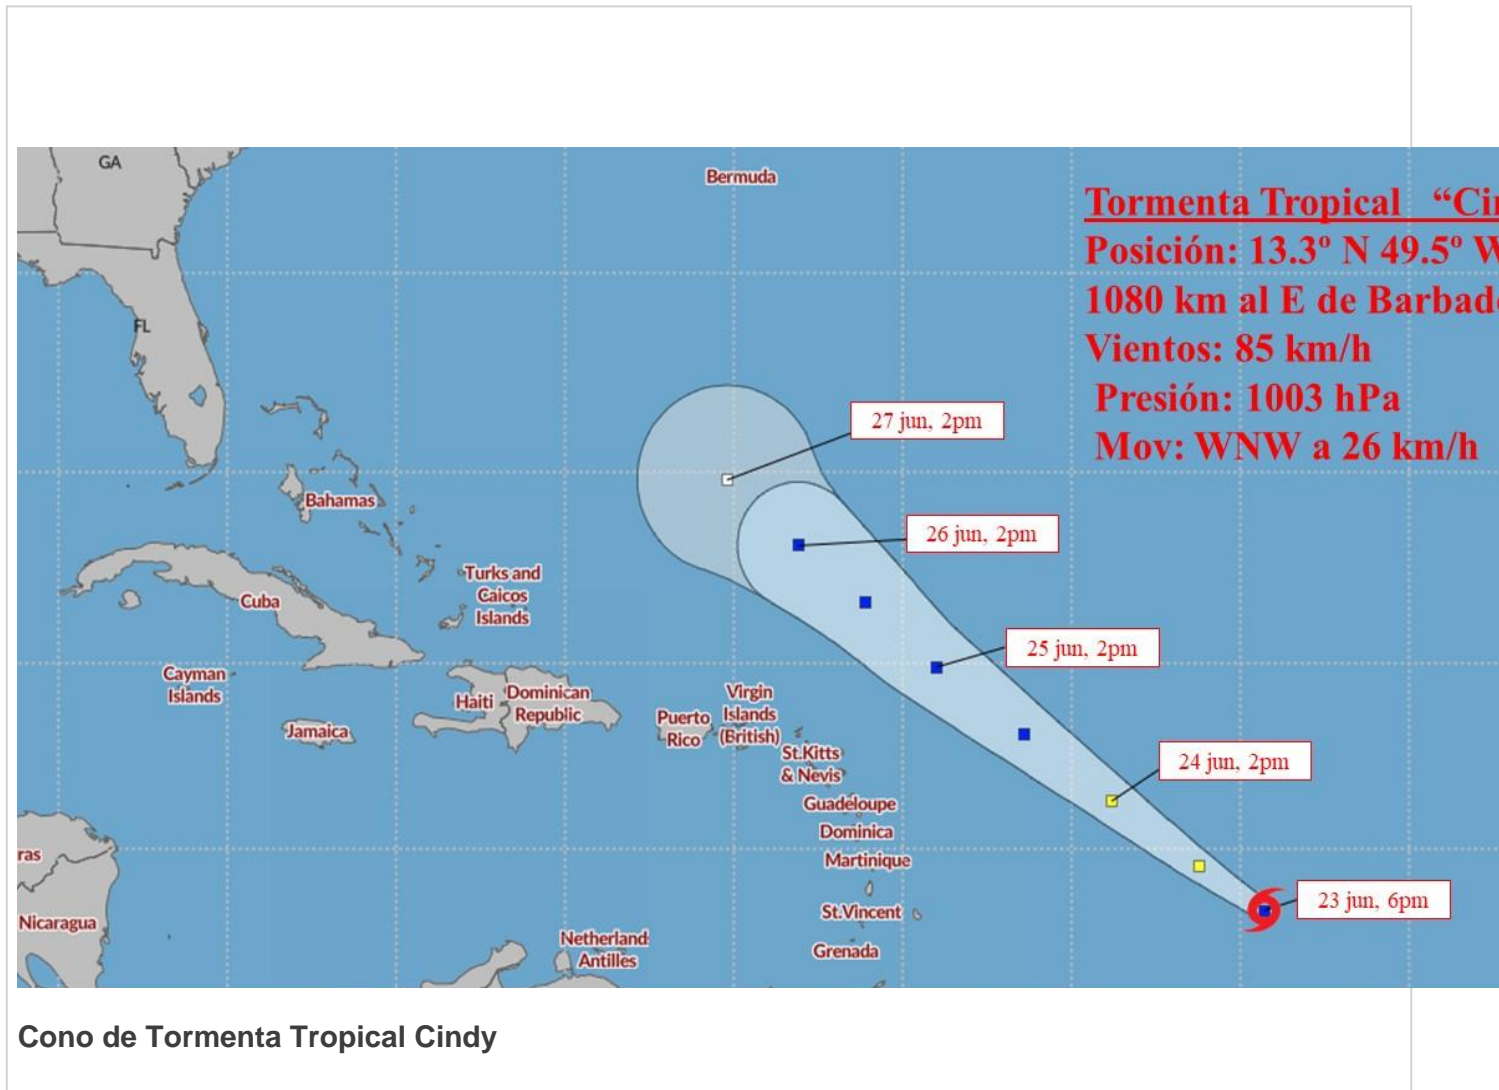 GA
Bermuda
Tormenta Tropical “Cin
Posición: 13.3º N 49.5º W
1080 km al E de Barbad
Vientos: 85 km/h
Presión: 1003 hPa
Mov: WNW a 26 km/h
FL
27 jun, 2pm
Bahamas
26 jun, 2pm
Turks and
Caicos
Islands
Cuba
25 jun, 2pm
Cayman
Islands
Haiti
Dominican
Republic
Virgin
Islands
(British)
Puerto
Rico
Jamaica
St.Kitts
& Nevis
24 jun, 2pm
Guadeloupe
Dominica
Martinique
ras
23 jun, 6pm
St.Vincent
Nicaragua
Netherland
Antilles
Grenada
Cono de Tormenta Tropical Cindy